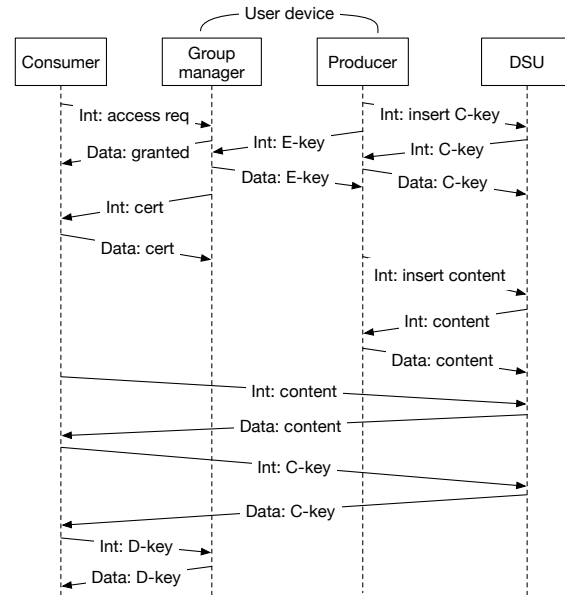 User device
Consumer
Group
manager
Producer
DSU
Int: access req
Int: insert C-key
Int: E-key
Int: C-key
Data: granted
Data: E-key
Data: C-key
Int: cert
Data: cert
Int: insert content
Int: content
Data: content
Int: content
Data: content
Int: C-key
Data: C-key
Int: D-key
Data: D-key